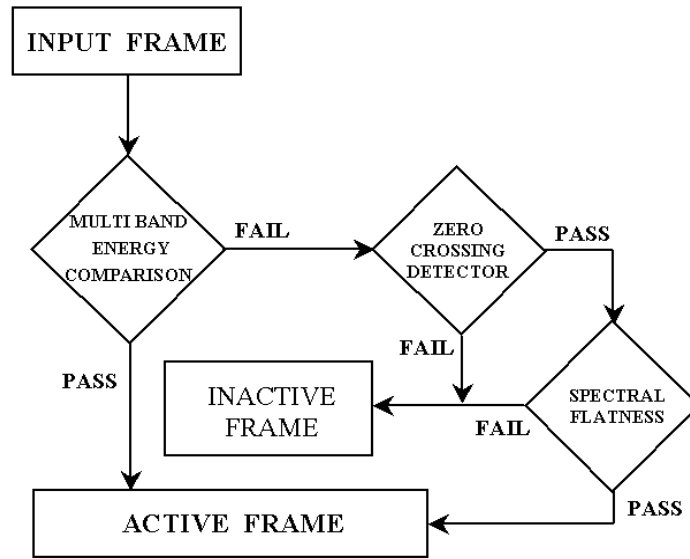 INPUT FRAME
MULTI BAND
ENERGY
COMPARISON
FAIL
ZERO
CROSSING
DETECTOR
PASS
PASS
FAIL
INACTIVE
FRAME
SPECTRAL
FLATNESS
FAIL
PASS
ACTIVE FRAME